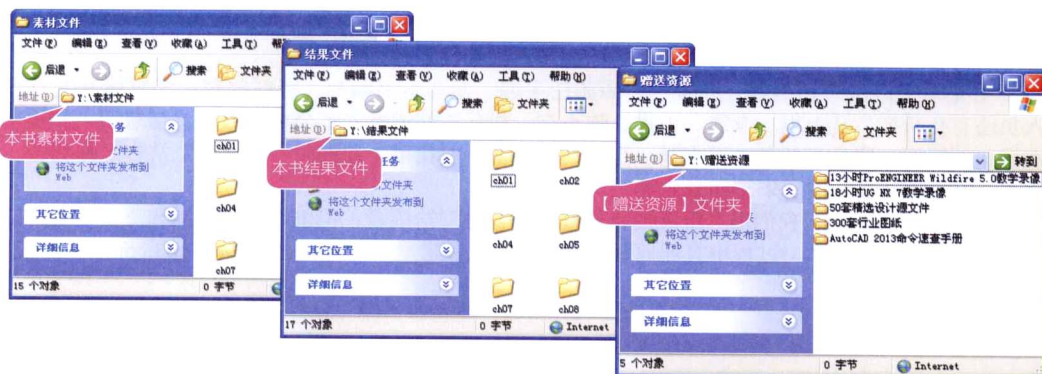 素材文件
文件(F) 编辑(E) 查看(V) 收藏(A) 工具(T)
后退 搜索 文件夹
地址(D) Y:\素材文件
本书素材文件
将这个文件夹发布到
Web
其它位置
详细信息
ch01
ch04
ch07
15 个对象 0 字节
结果文件
文件(F) 编辑(E) 查看(V) 收藏(A) 工具(T) 帮助(H)
后退 搜索 文件夹
地址(D) Y:\结果文件
本书结果文件
将这个文件夹发布到
Web
其它位置
详细信息
ch01 ch02
ch04 ch05
ch07 ch08
17 个对象 0 字节 Internet
赠送资源
文件(F) 编辑(E) 查看(V) 收藏(A) 工具(T) 帮助(H)
后退 搜索 文件夹
地址(D) Y:\赠送资源 转到
【赠送资源】文件夹
将这个文件夹发布到
Web
其它位置
详细信息
13小时ProENGINEER Wildfire 5.0教学录像
18小时UG NX 7教学录像
50套精选设计源文件
300套行业图纸
AutoCAD 2013命令速查手册
5 个对象 0 字节 Internet